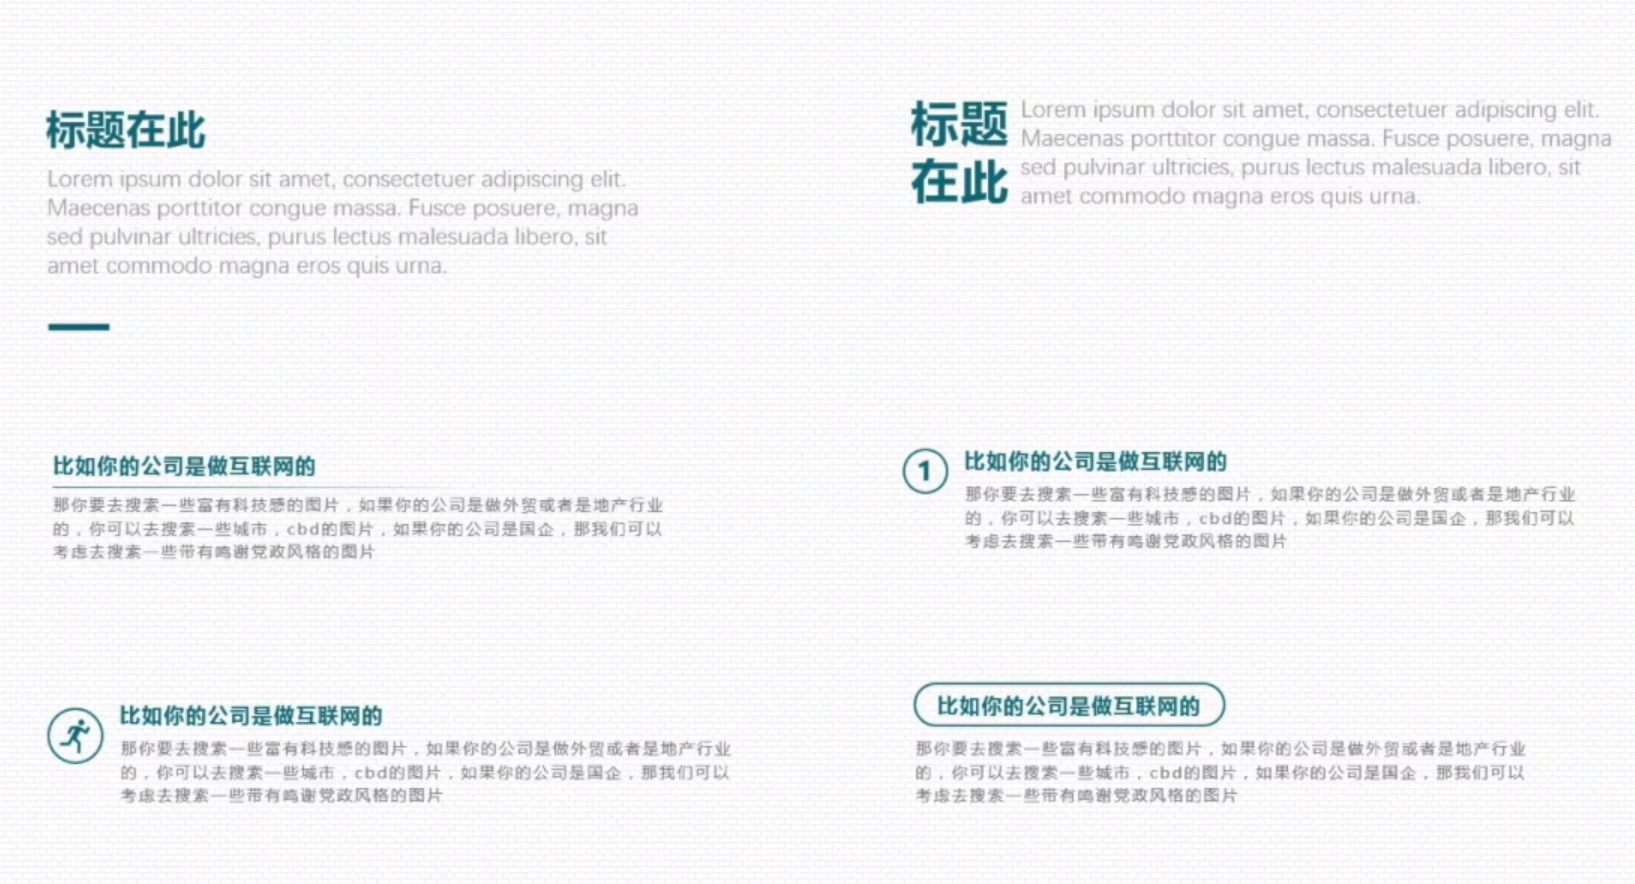 标题在此
Lorem ipsum dolor sit amet, consectetuer adipiscing elit.
Maecenas porttitor congue massa. Fusce posuere, magna
sed pulvinar ultricies, purus lectus malesuada libero, sit
amet commodo magna eros quis urna.
标题
在此
Lorem ipsum dolor sit amet, consectetuer adipiscing elit.
Maecenas porttitor congue massa. Fusce posuere, magna
sed pulvinar ultricies, purus lectus malesuada libero, sit
amet commodo magna eros quis urna.
比如你的公司是做互联网的
那你要去搜索一些富有科技感的图片，如果你的公司是做外贸或者是地产行业
的，你可以去搜索一些城市，cbd的图片，如果你的公司是国企，那我们可以
考虑去搜索一些带有鸣谢党政风格的图片
1
比如你的公司是做互联网的
那你要去搜索一些富有科技感的图片，如果你的公司是做外贸或者是地产行业
的，你可以去搜索一些城市，cbd的图片，如果你的公司是国企，那我们可以
考虑去搜索一些带有鸣谢党政风格的图片
比如你的公司是做互联网的
那你要去搜索一些富有科技感的图片，如果你的公司是做外贸或者是地产行业
的，你可以去搜索一些城市，cbd的图片，如果你的公司是国企，那我们可以
考虑去搜索一些带有鸣谢党政风格的图片
比如你的公司是做互联网的
那你要去搜索一些富有科技感的图片，如果你的公司是做外贸或者是地产行业
的，你可以去搜索一些城市，cbd的图片，如果你的公司是国企，那我们可以
考虑去搜索一些带有鸣谢党政风格的图片